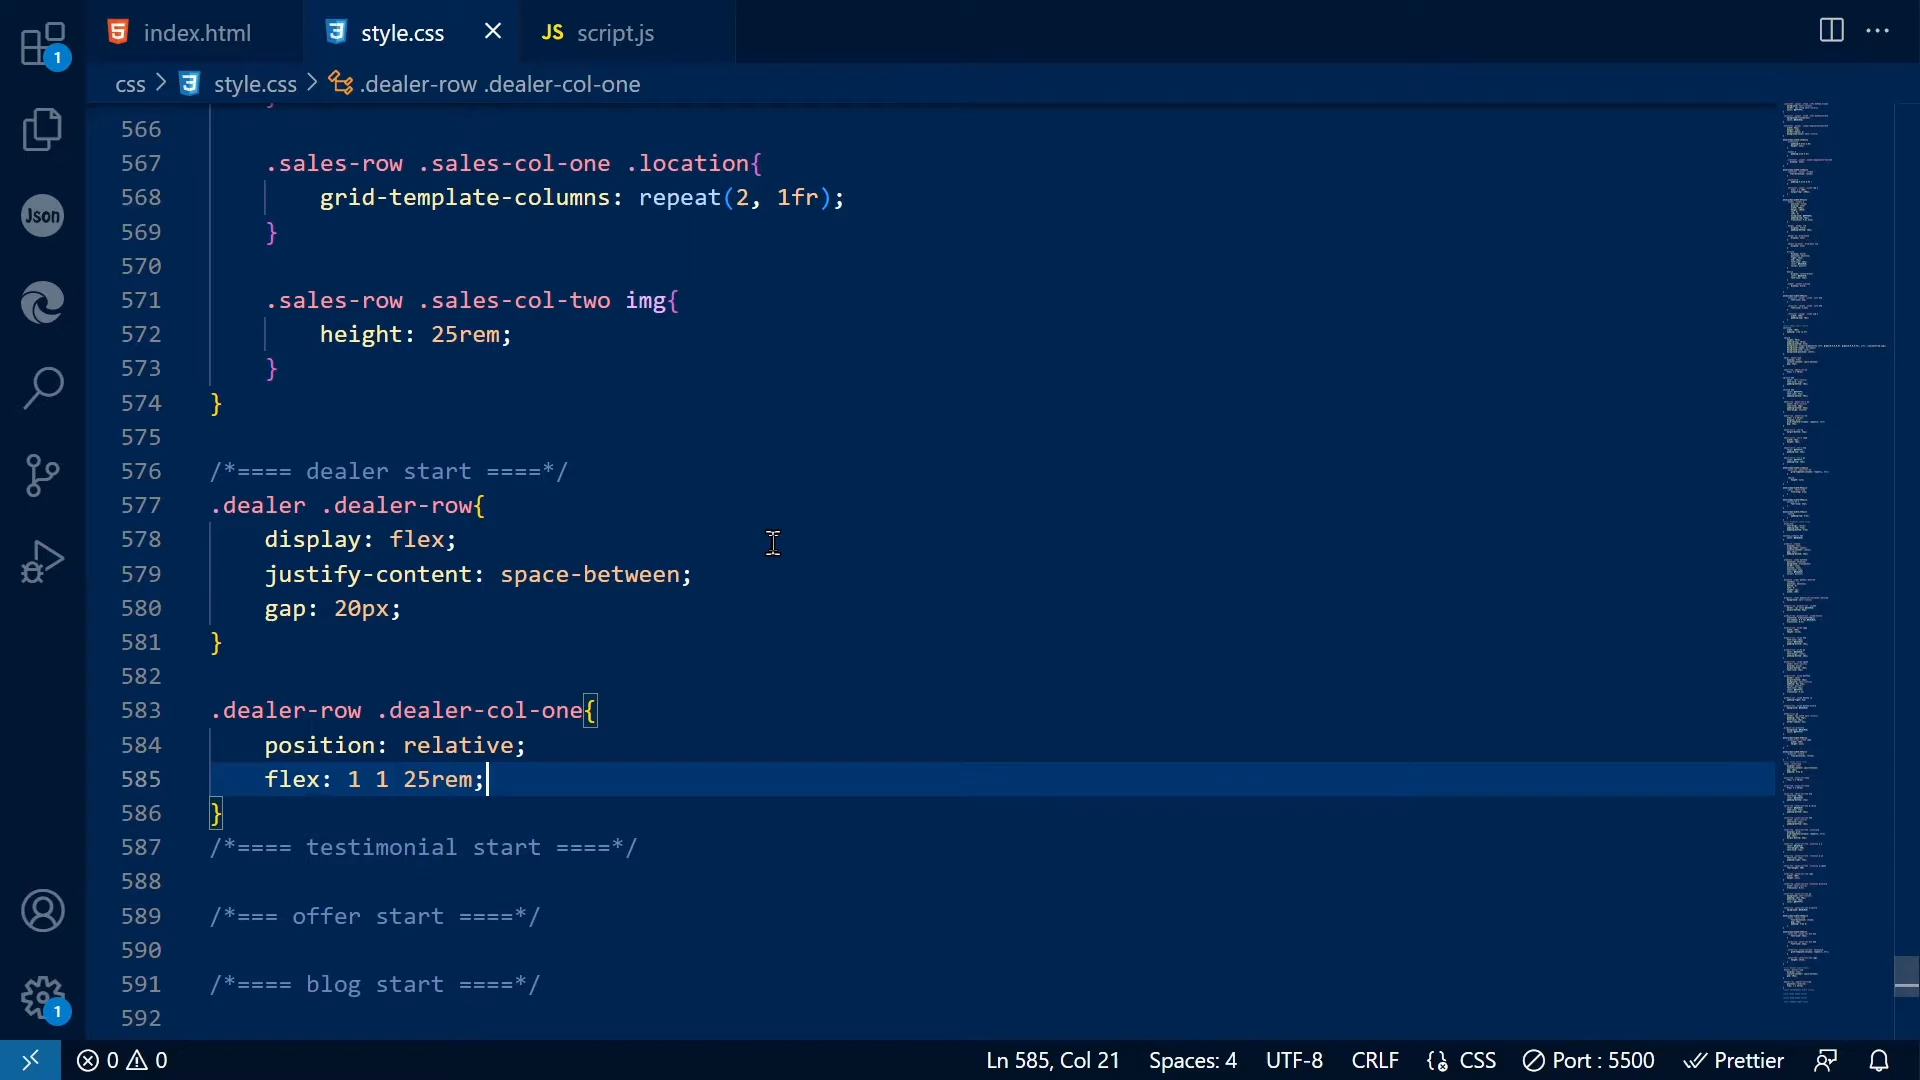 index.html
style.css
JS script.js
css > style.css > .dealer-row .dealer-col-one
566
567 .sales-row .sales-col-one .location{
568 grid-template-columns: repeat(2, 1fr);
569 }
570
571 .sales-row .sales-col-two img{
572 height: 25rem;
573 }
574 }
575
576 /*==== dealer start ====*/
577 .dealer .dealer-row{
578 display: flex;
579 justify-content: space-between;
580 gap: 20px;
581 }
582
583 .dealer-row .dealer-col-one{
584 position: relative;
585 flex: 1 1 25rem;
586 }
587 /*==== testimonial start ====*/
588
589 /*=== offer start ====*/
590
591 /*==== blog start ====*/
592
1
Json
1
0 0
Ln 585, Col 21 Spaces: 4 UTF-8 CRLF CSS Port : 5500 Prettier